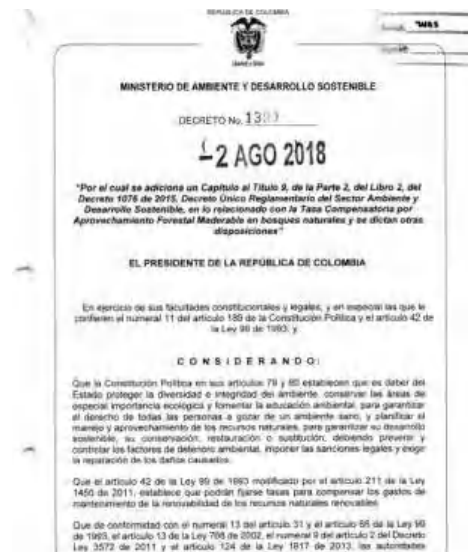 REPÚBLICA DE COLOMBIA
MINISTERIO DE AMBIENTE Y DESARROLLO SOSTENIBLE
DECRETO No.
2 AGO 2018
"Por el cual se adiciona un Capítulo al Título 9, de la Parte 2, del Libro 2, del
Decreto 1076 de 2015, Decreto Único Reglamentario del Sector Ambiente y
Desarrollo Sostenible, en lo relacionado con la Tasa Compensatoria por
Aprovechamiento Forestal Maderable en bosques naturales y se dictan otras
disposiciones"
EL PRESIDENTE DE LA REPÚBLICA DE COLOMBIA
En ejercicio de sus facultades constitucionales y legales, y en especial las que le
confieren el numeral 11 del artículo 189 de la Constitución Política y el artículo 42 de
la Ley 99 de 1993, y
CONSIDERANDO:
Que la Constitución Política en sus artículos 79 y 80 establecen que es deber del
Estado proteger la diversidad e integridad del ambiente, conservar las áreas de
especial importancia ecológica y fomentar la educación ambiental, para garantizar
el derecho de todas las personas a gozar de un ambiente sano, y planificar el
manejo y aprovechamiento de los recursos naturales, para garantizar su desarrollo
sostenible, su conservación, restauración o sustitución, debiendo prevenir y
controlar los factores de deterioro ambiental, imponer las sanciones legales y exigir
la reparación de los daños causados.
Que el artículo 42 de la Ley 99 de 1993 modificado por el artículo 211 de la Ley
1450 de 2011, establece que podrán fijarse tasas para compensar los gastos de
mantenimiento de la renovabilidad de los recursos naturales renovables.
Que de conformidad con el numeral 13 del artículo 31 y el artículo 66 de la Ley 99
de 1993, el artículo 13 de la Ley 768 de 2002, el numeral 9 del artículo 2 del Decreto
Ley 3572 de 2011 y el artículo 124 de la Ley 1617 de 2013, las autoridades